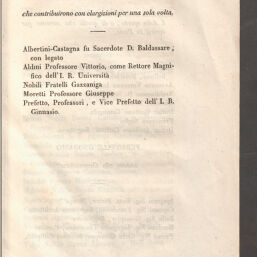 che contribuirono con elargizioni per una sola volta.
Albertini-Castagna fu Sacerdote D. Baldassare,
con legato
Aldini Professore Vittorio, come Rettore Magni-
fico dell'I. R. Università
Nobili Fratelli Gazzaniga
Moretti Professore Giuseppe
Prefetto, Professori, e Vice Prefetto dell'I. R.
Ginnasio.